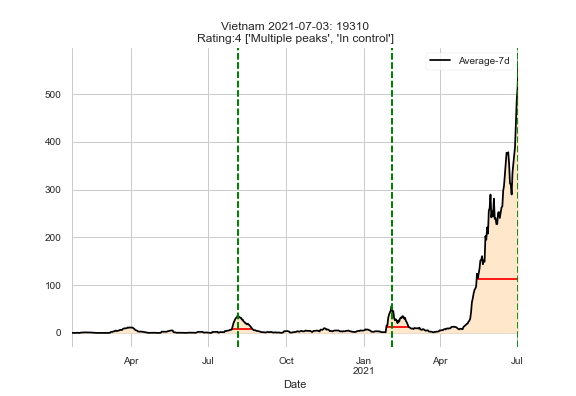 Vietnam 2021-07-03: 19310
Rating:4 ['Multiple peaks', 'In control']
Average-7d
500
400
300
200
100
0
Apr
Jul
Oct
Jan
2021
Apr
Jul
Date